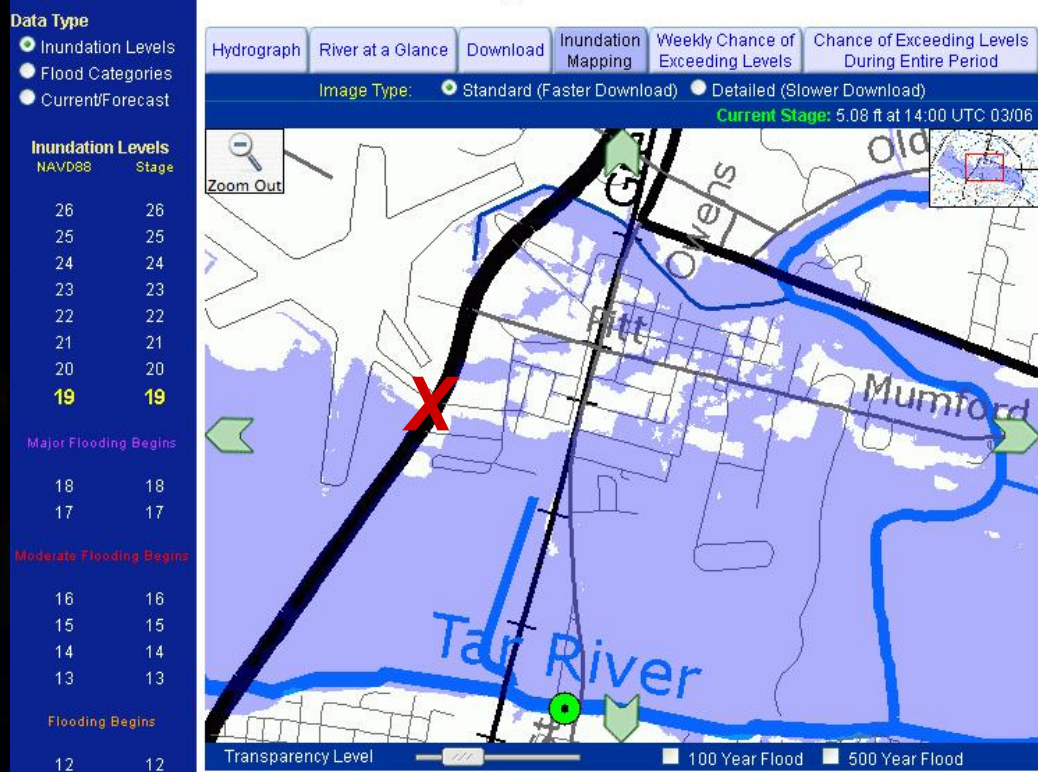 Data Type
Inundation Levels
Flood Categories
Current/Forecast
Inundation Levels
NAVD88 Stage
26 26
25 25
24 24
23 23
22 22
21 21
20 20
19 19
Major Flooding Begins
18 18
17 17
Moderate Flooding Begins
16 16
15 15
14 14
13 13
Flooding Begins
12 12
Hydrograph
River at a Glance
Download
Inundation
Mapping
Weekly Chance of
Exceeding Levels
Chance of Exceeding Levels
During Entire Period
Image Type: Standard (Faster Download) Detailed (Slower Download)
Current Stage: 5.08 ft at 14:00 UTC 03/06
Zoom Out
G
Old
Owens
Pitt
X
Mumford
Tar River
st
Transparency Level 100 Year Flood 500 Year Flood